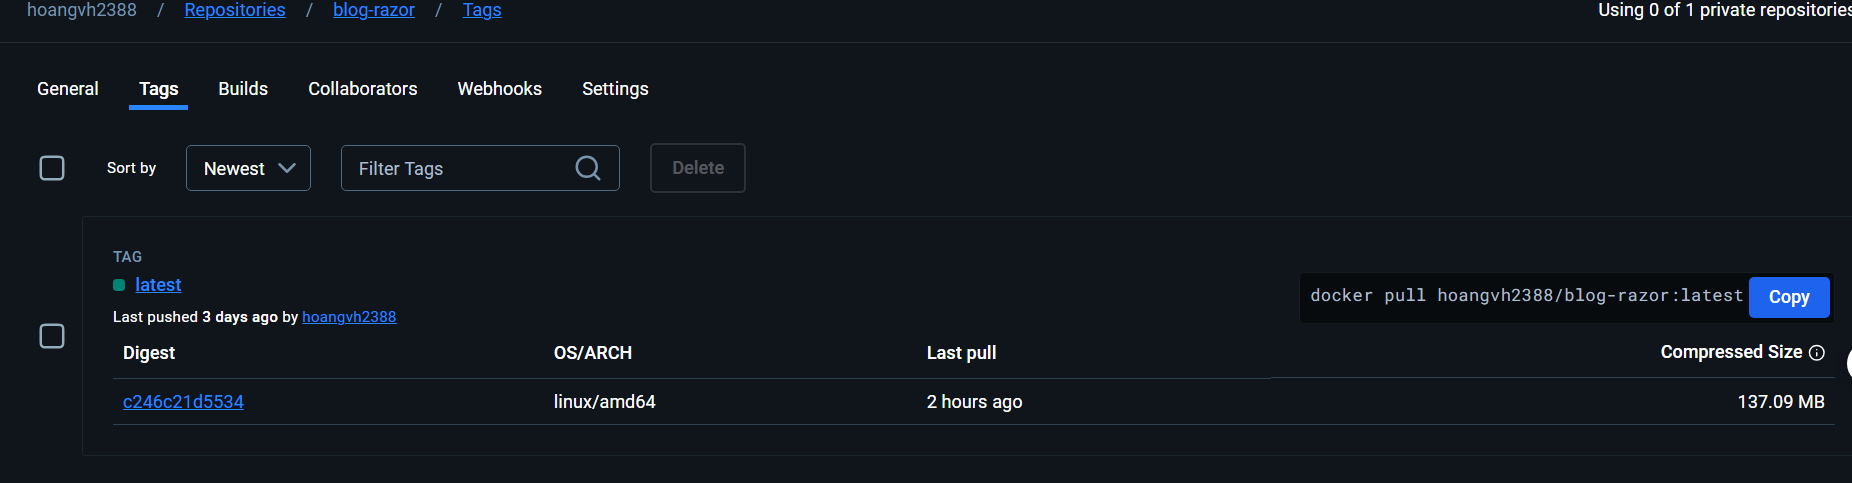 hoangvh2388 / Repositories / blog-razor / Tags
Using 0 of 1 private repositories
General Tags Builds Collaborators Webhooks Settings
Sort by Newest Filter Tags Delete
TAG
latest
docker pull hoangvh2388/blog-razor:latest Copy
Last pushed 3 days ago by hoangvh2388
Digest OS/ARCH Last pull Compressed Size
c246c21d5534 linux/amd64 2 hours ago 137.09 MB